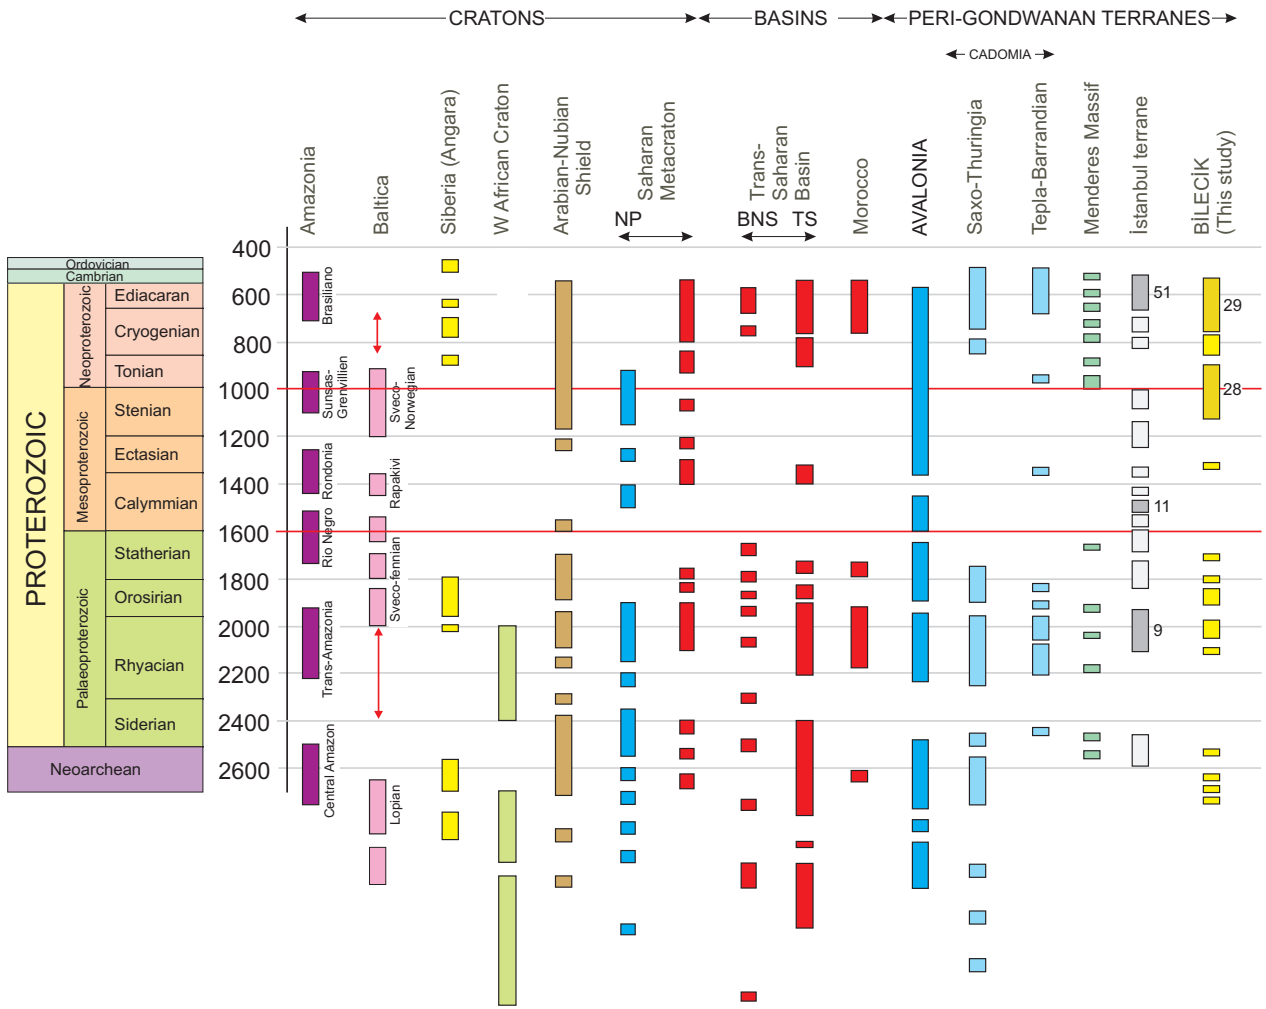 CRATONS
BASINS
PERI-GONDWANAN TERRANES
CADOMIA
Amazonia
Baltica
Siberia (Angara)
W African Craton
Arabian-Nubian
Shield
Saharan
Metacraton
NP
Trans-
Saharan
Basin
BNS
TS
Morocco
AVALONIA
Saxo-Thuringia
Tepla-Barrandian
Menderes Massif
İstanbul terrane
BİLECİK
(This study)
400
600
800
1000
1200
1400
1600
1800
2000
2200
2400
2600
Ordovician
Cambrian
PROTEROZOIC
Neoproterozoic
Ediacaran
Cryogenian
Tonian
Mesoproterozoic
Stenian
Ectasian
Calymmian
Palaeoproterozoic
Statherian
Orosirian
Rhyacian
Siderian
Neoarchean
Brasiliano
Sunsas-
Grenvillien
Rondonia
Rio Negro
Trans-Amazonia
Central Amazon
Sveco-
Norwegian
Rapakivi
Sveco-fennian
Lopian
51
11
9
29
28